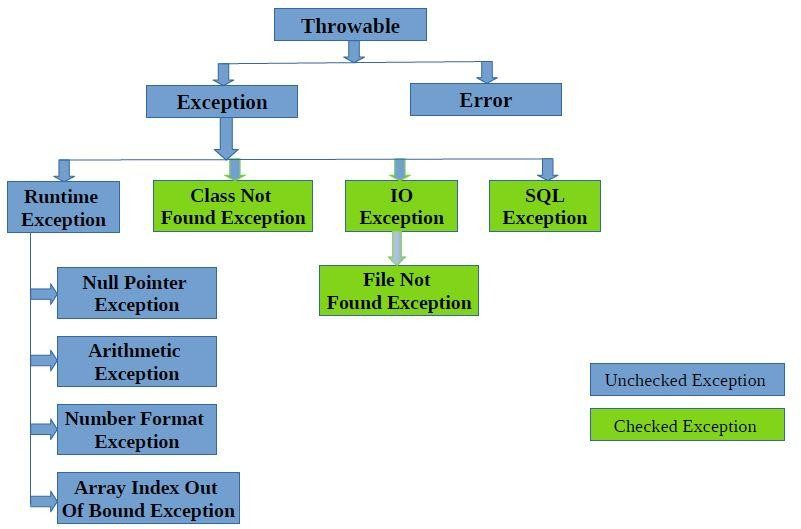 Throwable
Exception
Error
Runtime
Exception
Class Not
Found Exception
IO
Exception
SQL
Exception
Null Pointer
Exception
File Not
Found Exception
Arithmetic
Exception
Number Format
Exception
Array Index Out
Of Bound Exception
Unchecked Exception
Checked Exception